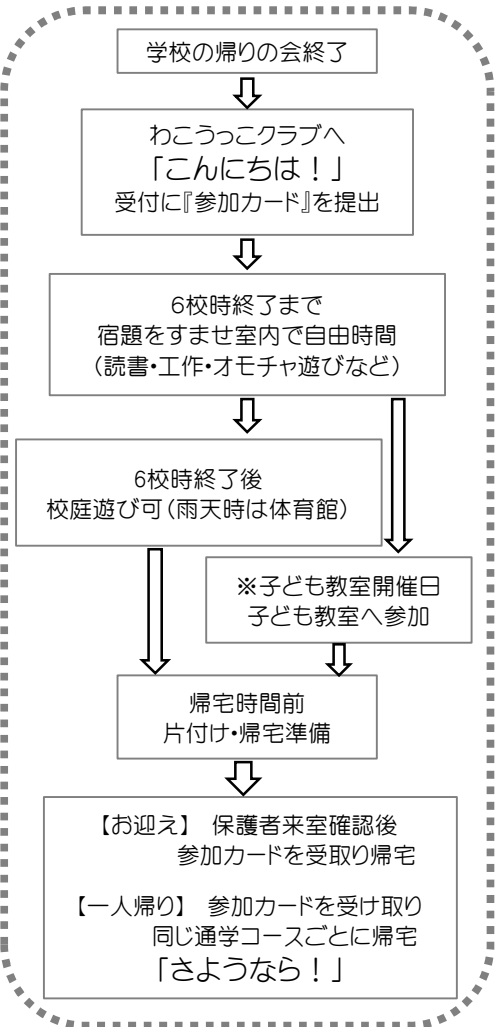 学校の帰りの会終了
わこうっこクラブへ
「こんにちは！」
受付に『参加カード』を提出
6校時終了まで
宿題をすませ室内で自由時間
（読書・工作・オモチャ遊びなど）
6校時終了後
校庭遊び可（雨天時は体育館）
※子ども教室開催日
子ども教室へ参加
帰宅時間前
片付け・帰宅準備
【お迎え】 保護者来室確認後
参加カードを受取り帰宅
【一人帰り】 参加カードを受け取り
同じ通学コースごとに帰宅
「さようなら！」